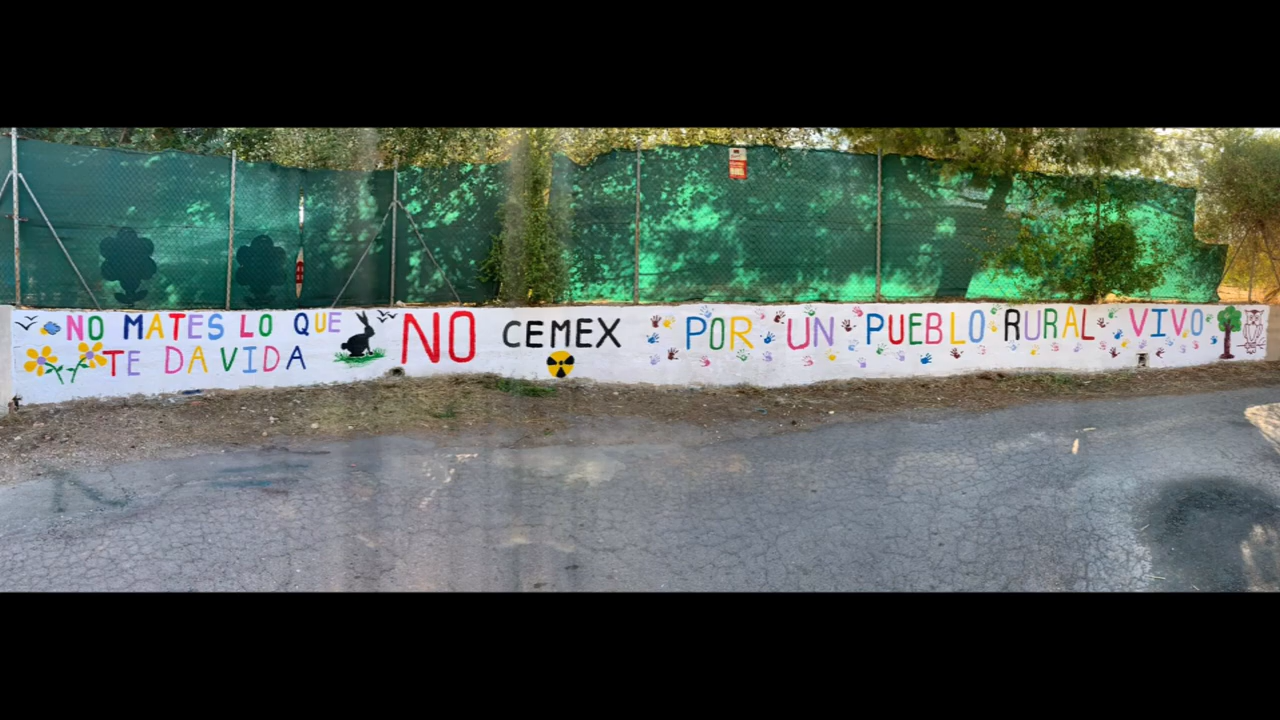 NO MATES LO QUE
TE DA VIDA
NO CEMEX
POR UN PUEBLO RURAL VIVO